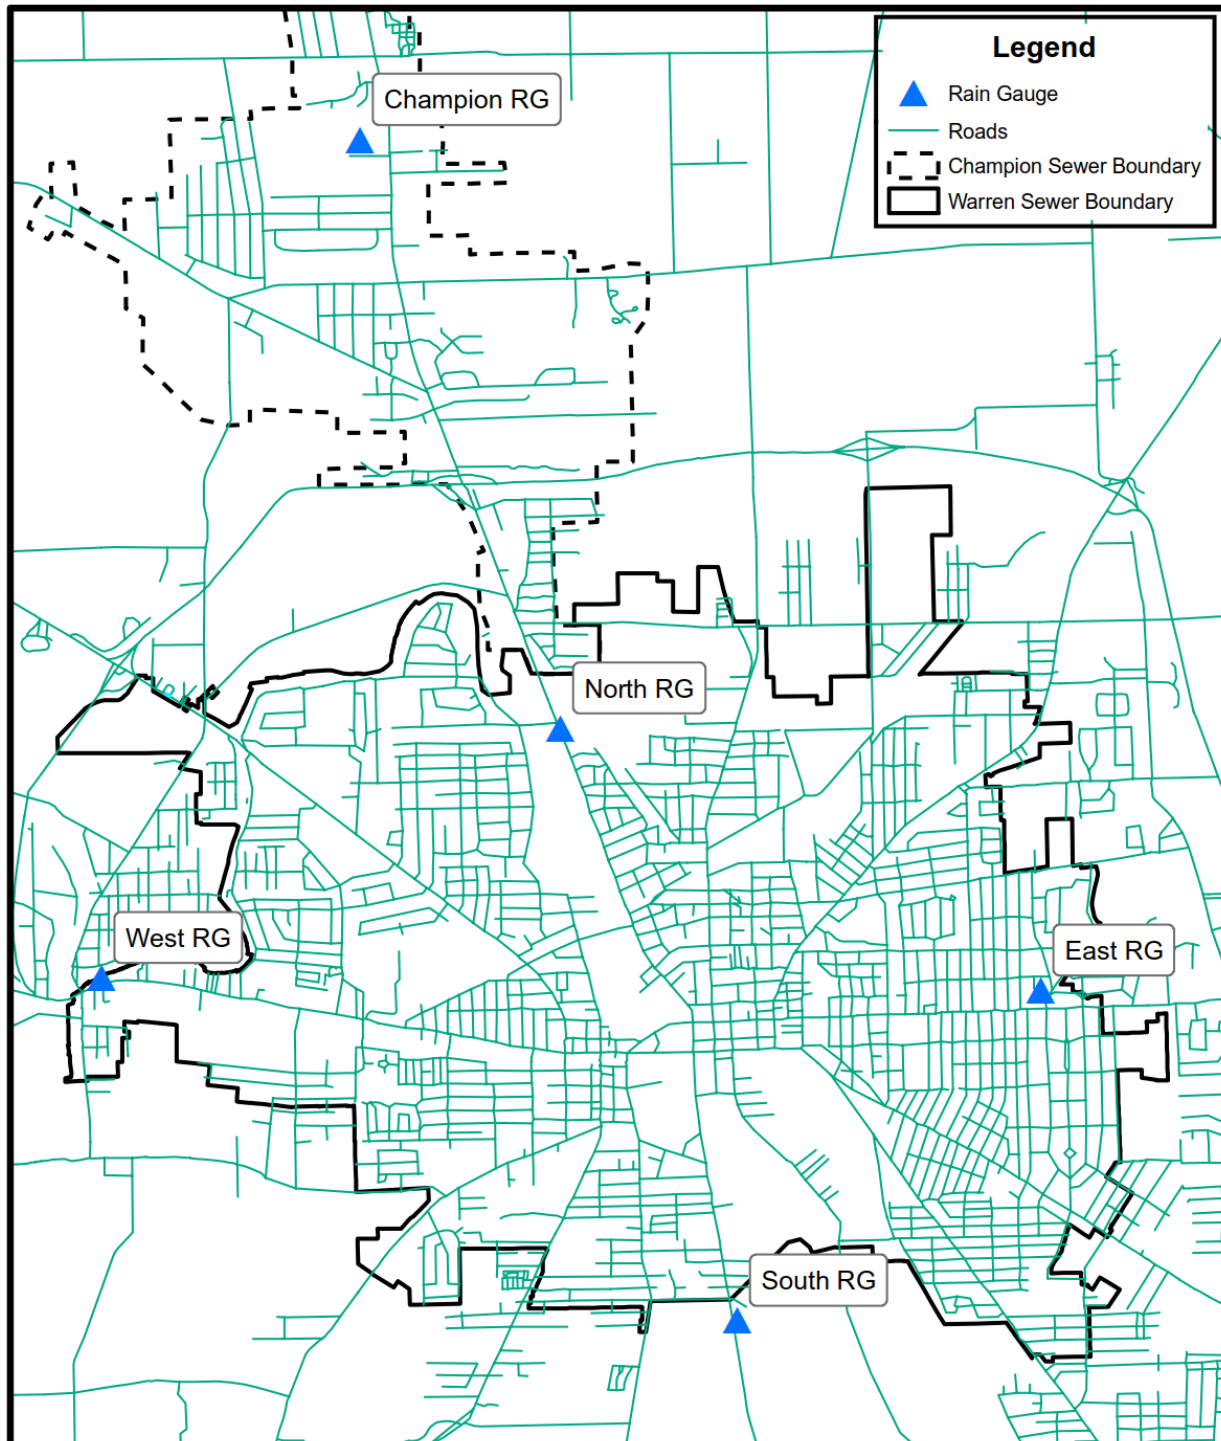 Legend
Rain Gauge
Roads
Champion Sewer Boundary
Warren Sewer Boundary
Champion RG
North RG
West RG
East RG
South RG